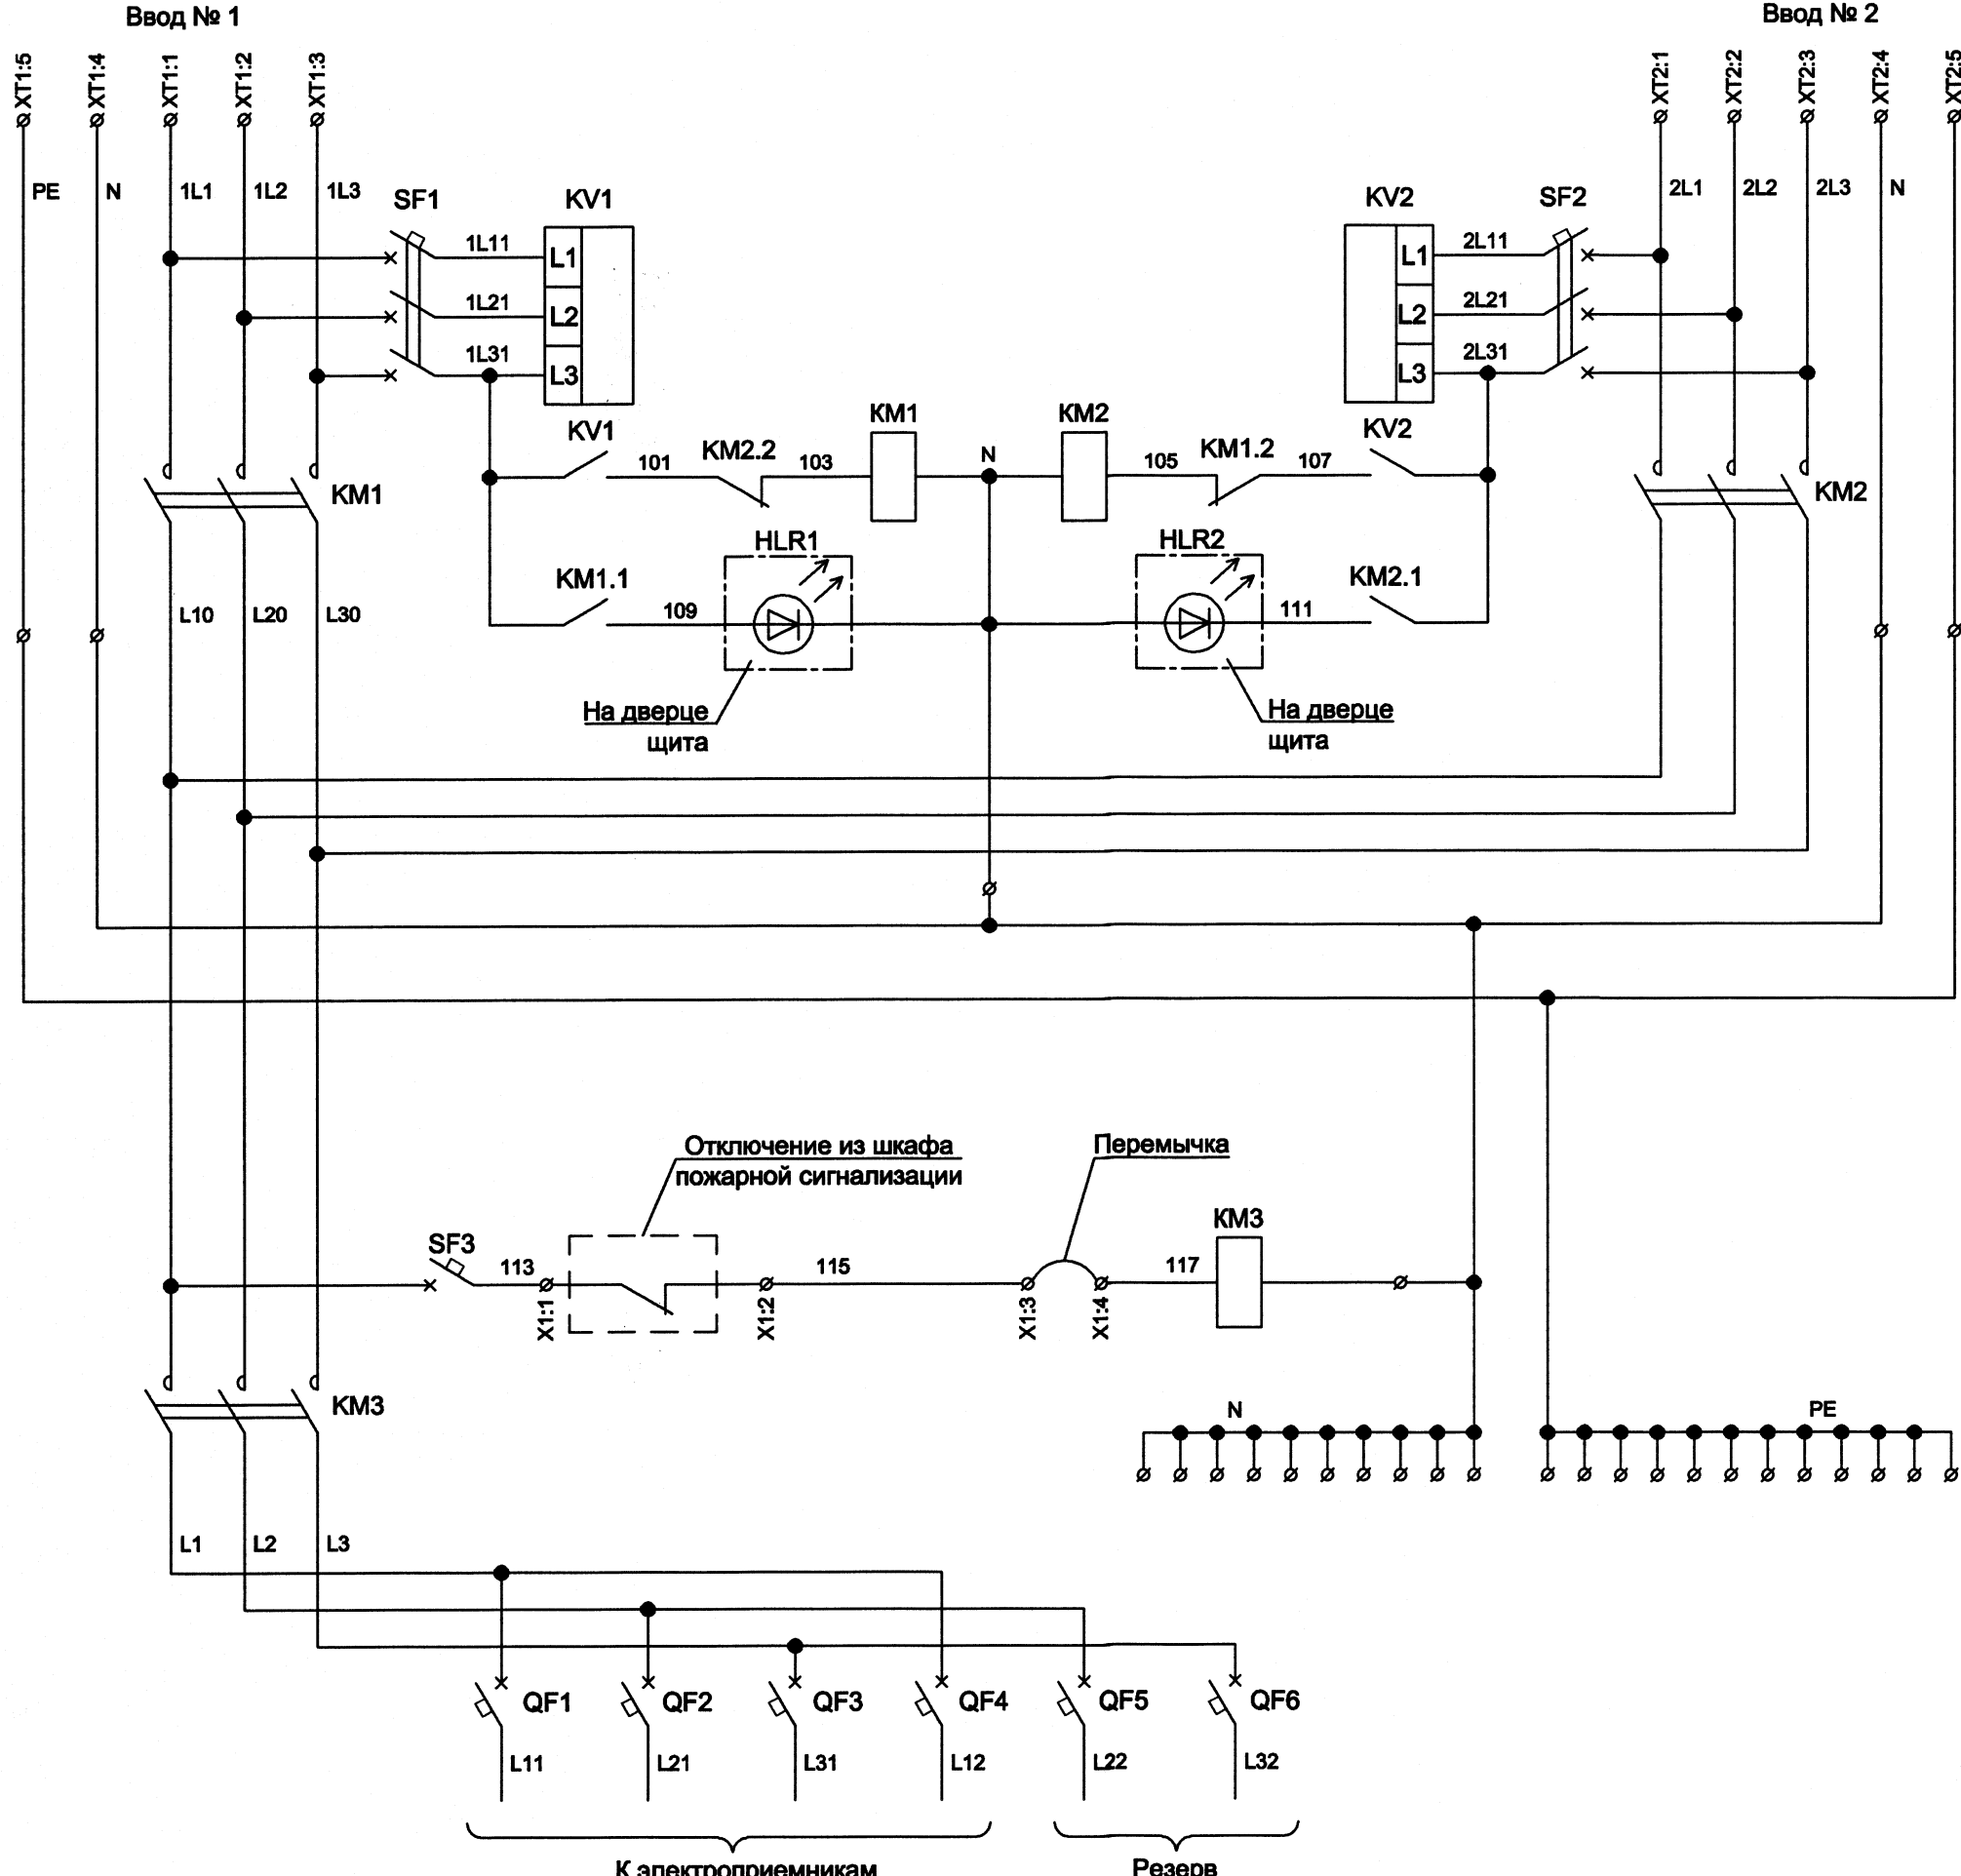 Ввод № 1
Ввод № 2
XT1:5
XT1:4
XT1:1
XT1:2
XT1:3
XT2:1
XT2:2
XT2:3
XT2:4
XT2:5
PE
N
1L1
1L2
1L3
2L1
2L2
2L3
N
SF1
KV1
KV2
SF2
1L11
L1
1L21
L2
1L31
L3
2L11
L1
2L21
L2
2L31
L3
KV1
101
KM2.2
103
KM1
N
KM2
105
KM1.2
107
KV2
KM1
KM2
KM1.1
109
HLR1
HLR2
111
KM2.1
L10
L20
L30
На дверце
щита
На дверце
щита
Отключение из шкафа
пожарной сигнализации
Перемычка
SF3
113
X1:1
X1:2
115
X1:3
X1:4
117
KM3
KM3
N
PE
L1
L2
L3
QF1
QF2
QF3
QF4
QF5
QF6
L11
L21
L31
L12
L22
L32
К электроприемникам
Резерв